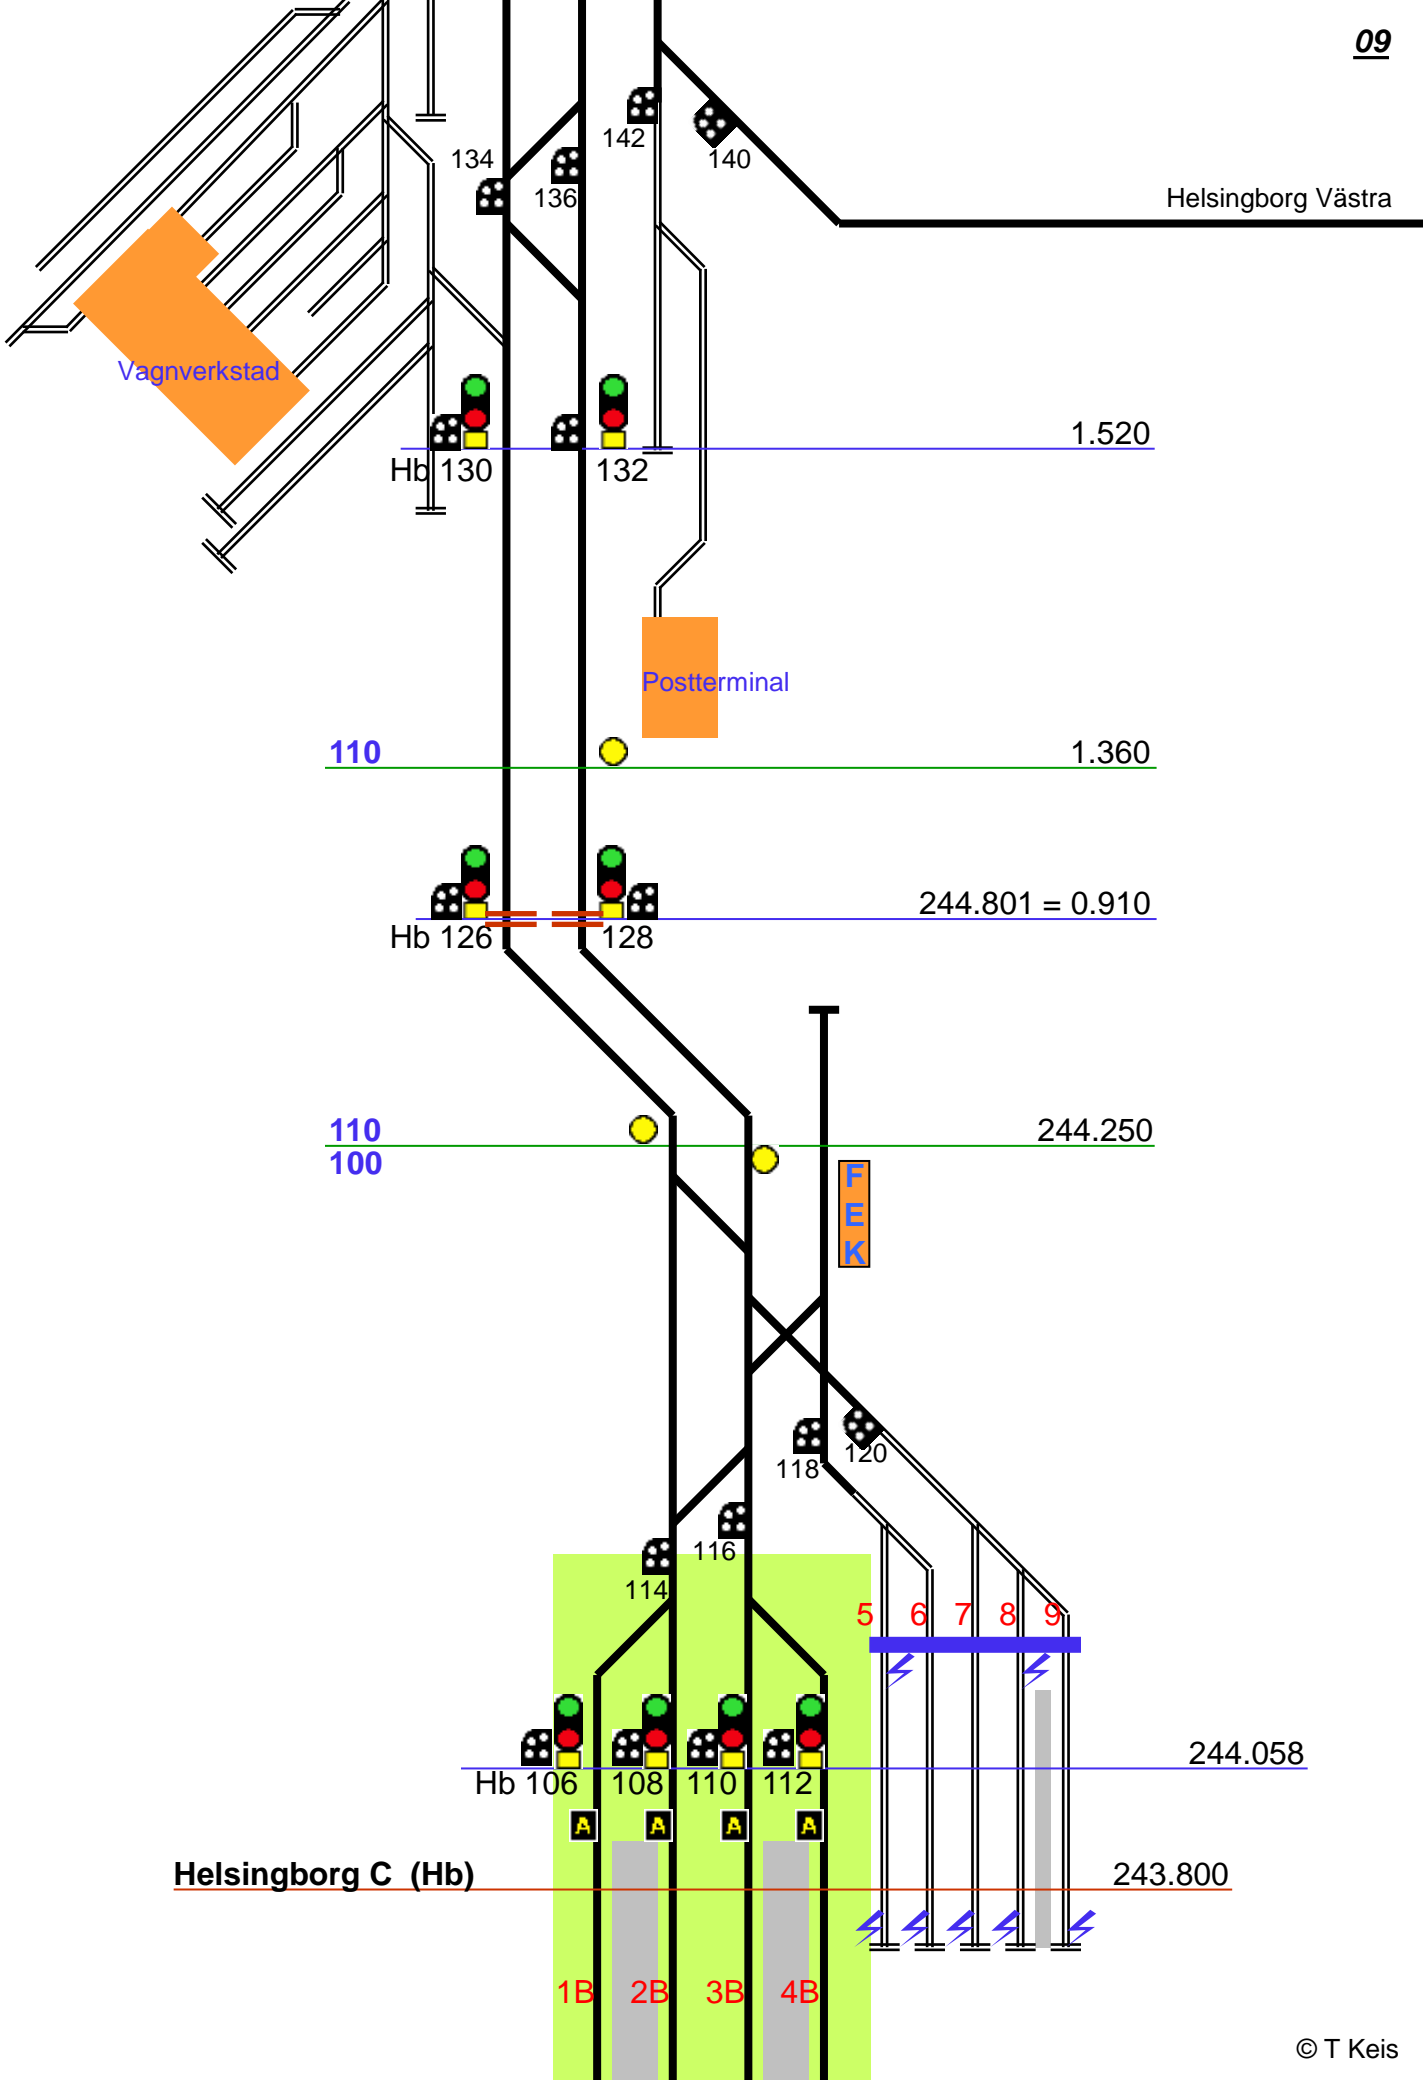 09
142
140
134
136
Helsingborg Västra
Vagnverkstad
1.520
Hb 130
132
Postterminal
110
1.360
244.801 = 0.910
Hb 126
128
110
244.250
100
F
E
K
120
118
116
114
5 6 7 8 9
244.058
Hb 106
108
110
112
A A A A
Helsingborg C (Hb)
243.800
1B 2B 3B 4B
© T Keis